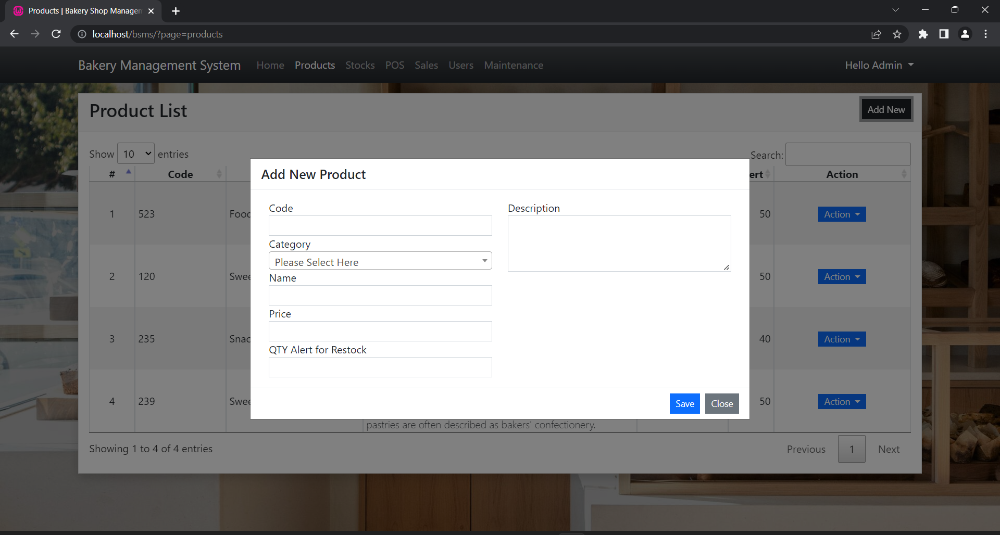 Products | Bakery Shop Manager
localhost/bsms/?page=products
Bakery Management System Home Products Stocks POS Sales Users Maintenance Hello Admin
Product List Add New
Show 10 entries Search:
# Code ert Action
Add New Product
1 523 Food 50 Action
2 120 Swee 50 Action
3 235 Snac 40 Action
4 239 Swee 50 Action
Code
Category
Please Select Here
Name
Price
QTY Alert for Restock
Description
Save Close
pastries are often described as bakers' confectionery.
Showing 1 to 4 of 4 entries Previous 1 Next